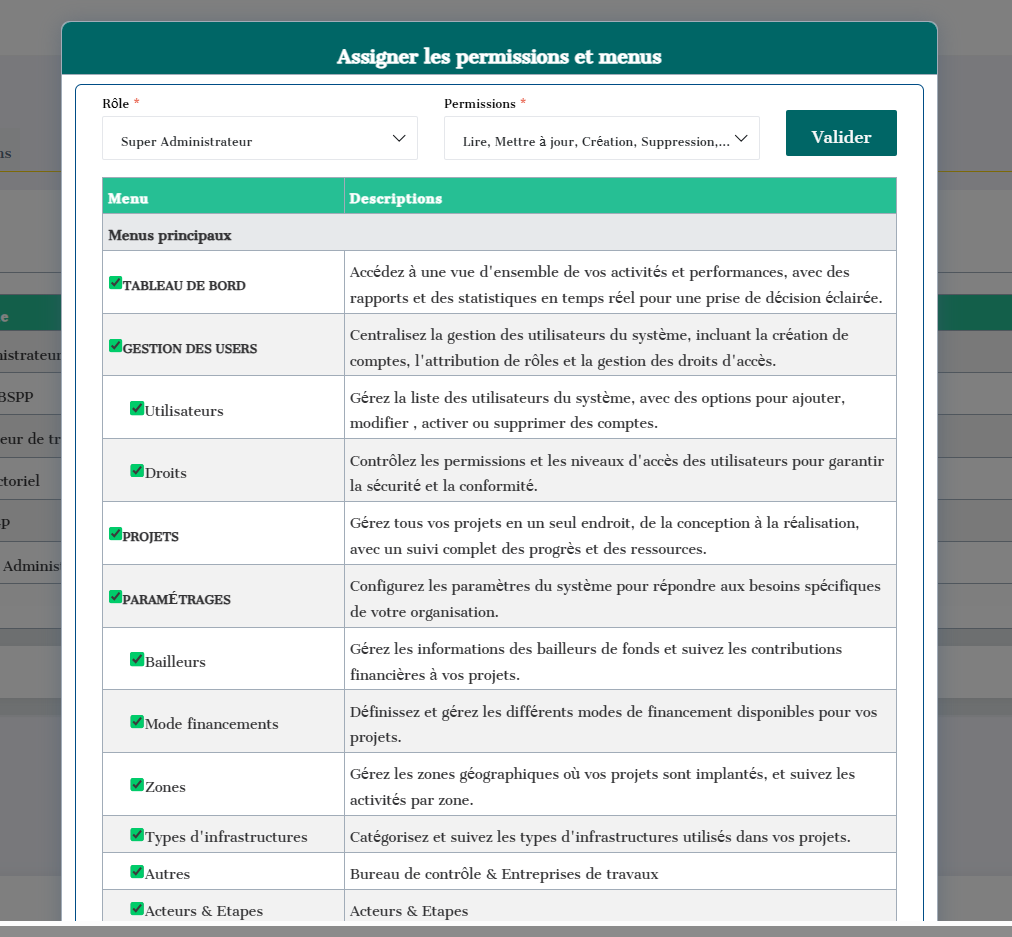 Assigner les permissions et menus
Rôle *
Permissions *
Super Administrateur
Lire, Mettre à jour, Création, Suppression,...
Valider
Menu
Descriptions
Menus principaux
TABLEAU DE BORD
Accédez à une vue d'ensemble de vos activités et performances, avec des
rapports et des statistiques en temps réel pour une prise de décision éclairée.
GESTION DES USERS
Centralisez la gestion des utilisateurs du système, incluant la création de
comptes, l'attribution de rôles et la gestion des droits d'accès.
Utilisateurs
Gérez la liste des utilisateurs du système, avec des options pour ajouter,
modifier , activer ou supprimer des comptes.
Droits
Contrôlez les permissions et les niveaux d'accès des utilisateurs pour garantir
la sécurité et la conformité.
PROJETS
Gérez tous vos projets en un seul endroit, de la conception à la réalisation,
avec un suivi complet des progrès et des ressources.
PARAMÉTRAGES
Configurez les paramètres du système pour répondre aux besoins spécifiques
de votre organisation.
Bailleurs
Gérez les informations des bailleurs de fonds et suivez les contributions
financières à vos projets.
Mode financements
Définissez et gérez les différents modes de financement disponibles pour vos
projets.
Zones
Gérez les zones géographiques où vos projets sont implantés, et suivez les
activités par zone.
Types d'infrastructures
Catégorisez et suivez les types d'infrastructures utilisés dans vos projets.
Autres
Bureau de contrôle & Entreprises de travaux
Acteurs & Etapes
Acteurs & Etapes